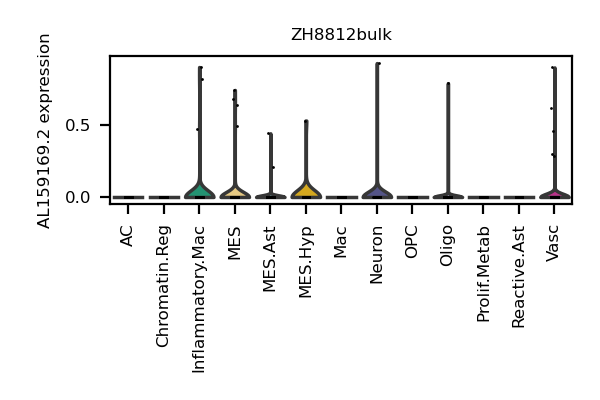 ZH8812bulk
AL159169.2 expression
0.5
0.0
AC
Chromatin.Reg
Inflammatory.Mac
MES
MES.Ast
MES.Hyp
Mac
Neuron
OPC
Oligo
Prolif.Metab
Reactive.Ast
Vasc